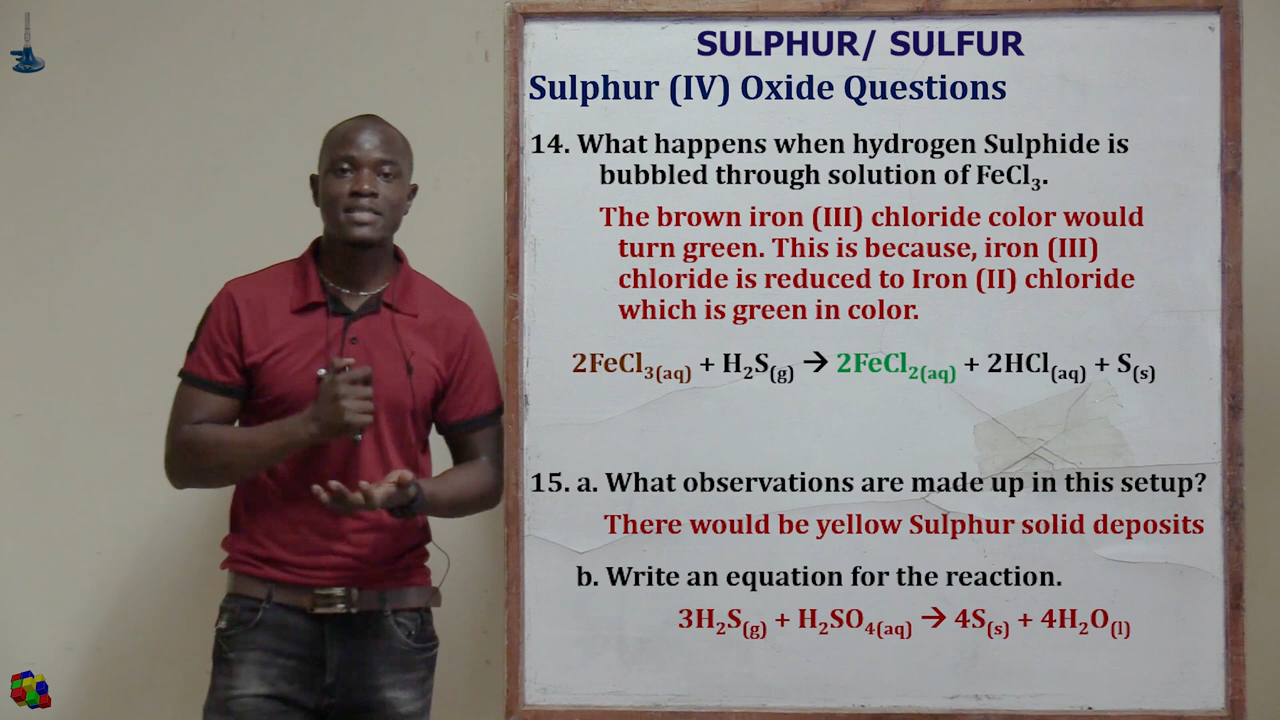 SULPHUR/ SULFUR
Sulphur (IV) Oxide Questions
14. What happens when hydrogen Sulphide is
bubbled through solution of FeCl₃.
The brown iron (III) chloride color would
turn green. This is because, iron (III)
chloride is reduced to Iron (II) chloride
which is green in color.
2FeCl₃₍aq₎ + H₂S₍g₎ → 2FeCl₂₍aq₎ + 2HCl₍aq₎ + S₍s₎
15. a. What observations are made up in this setup?
There would be yellow Sulphur solid deposits
b. Write an equation for the reaction.
3H₂S₍g₎ + H₂SO₄₍aq₎ → 4S₍s₎ + 4H₂O₍l₎